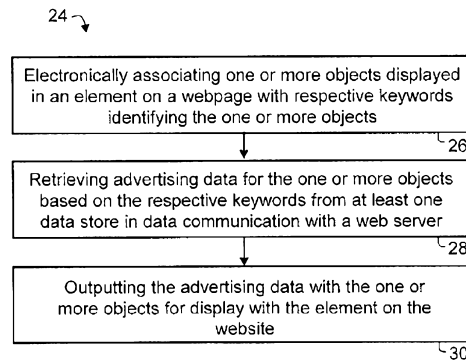 24
Electronically associating one or more objects displayed
in an element on a webpage with respective keywords
identifying the one or more objects
26
Retrieving advertising data for the one or more objects
based on the respective keywords from at least one
data store in data communication with a web server
28
Outputting the advertising data with the one or
more objects for display with the element on the
website
30